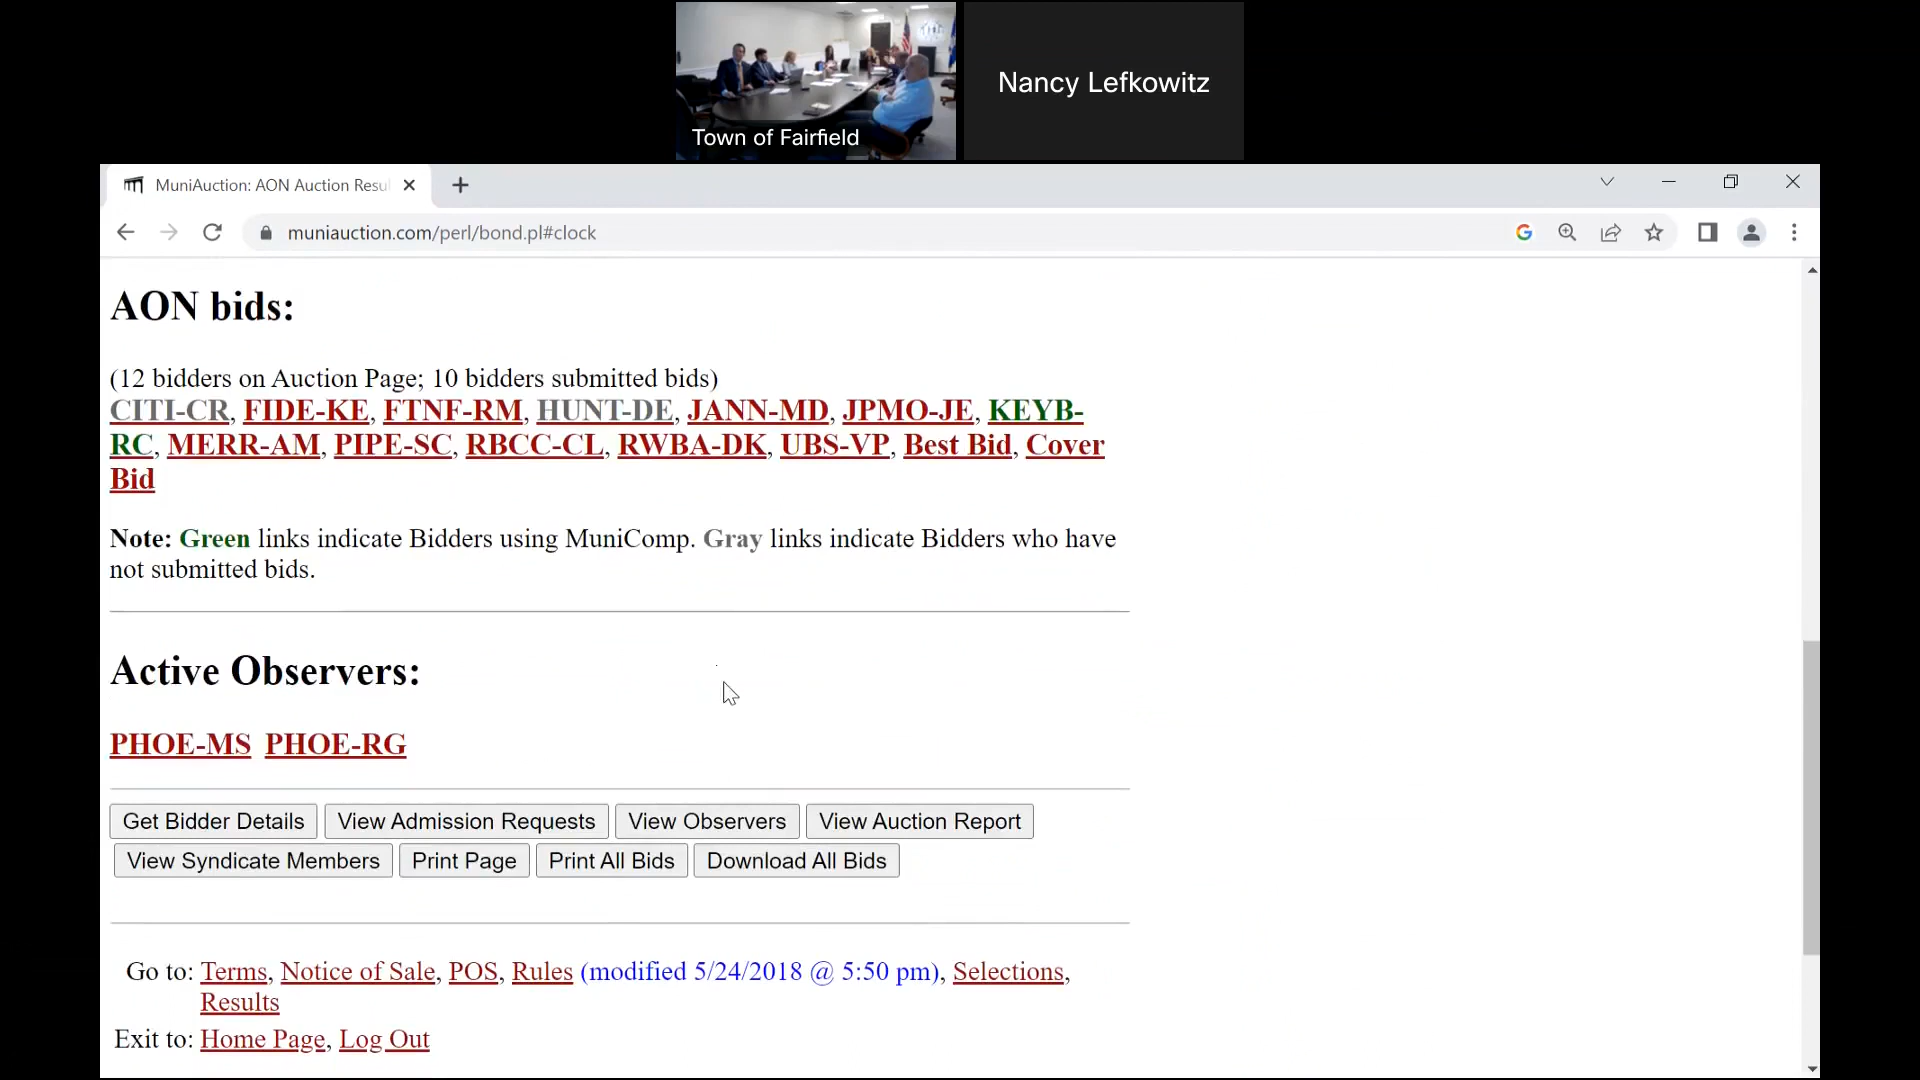 Town of Fairfield
Nancy Lefkowitz
MuniAuction: AON Auction Resu
muniauction.com/perl/bond.pl#clock
AON bids:
(12 bidders on Auction Page; 10 bidders submitted bids)
CITI-CR, FIDE-KE, FTNF-RM, HUNT-DE, JANN-MD, JPMO-JE, KEYB-
RC, MERR-AM, PIPE-SC, RBCC-CL, RWBA-DK, UBS-VP, Best Bid, Cover
Bid
Note: Green links indicate Bidders using MuniComp. Gray links indicate Bidders who have
not submitted bids.
Active Observers:
PHOE-MS PHOE-RG
Get Bidder Details View Admission Requests View Observers View Auction Report
View Syndicate Members Print Page Print All Bids Download All Bids
Go to: Terms, Notice of Sale, POS, Rules (modified 5/24/2018 @ 5:50 pm), Selections,
Results
Exit to: Home Page, Log Out